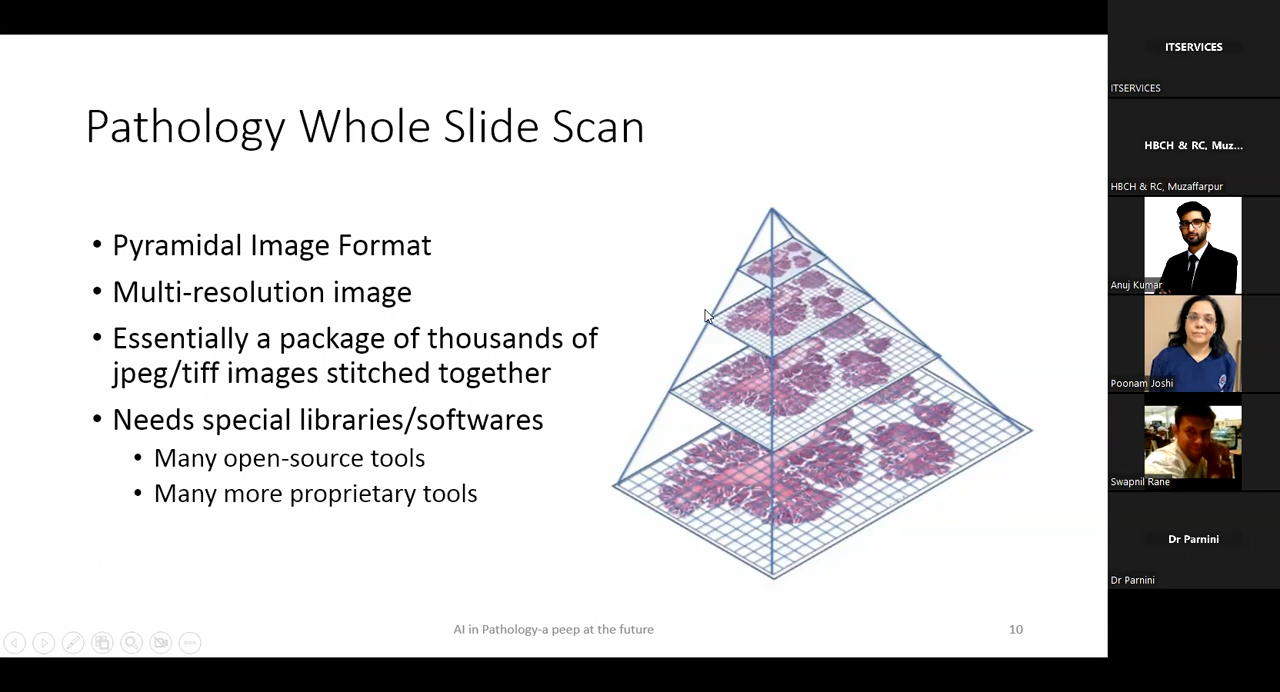 Pathology Whole Slide Scan
• Pyramidal Image Format
• Multi-resolution image
• Essentially a package of thousands of
jpeg/tiff images stitched together
• Needs special libraries/softwares
• Many open-source tools
• Many more proprietary tools
AI in Pathology-a peep at the future
10
ITSERVICES
ITSERVICES
HBCH & RC, Muz...
HBCH & RC, Muzaffarpur
Anuj Kumar
Poonam Joshi
Swapnil Rane
Dr Parnini
Dr Parnini